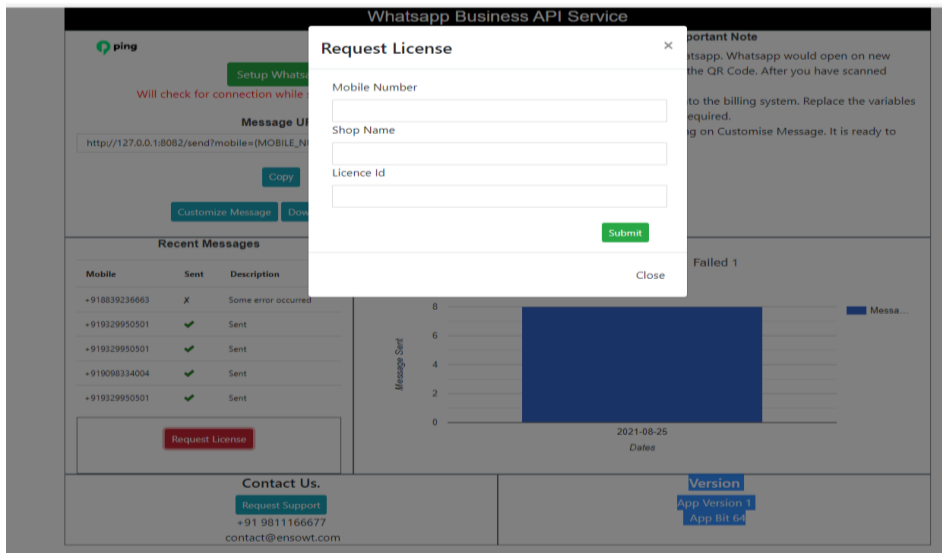 Whatsapp Business API Service
ping
Setup Whatsa
Will check for connection while
Message UR
http://127.0.0.1:8082/send?mobile={MOBILE_N
Copy
Customize Message
Dow
Request License
×
Mobile Number
Shop Name
Licence Id
Submit
Close
portant Note
atsapp. Whatsapp would open on new
the QR Code. After you have scanned
to the billing system. Replace the variables
equired.
ng on Customise Message. It is ready to
Recent Messages
Mobile Sent Description
+918839236663 ✗ Some error occurred
+919329950501 ✔ Sent
+919329950501 ✔ Sent
+919098334004 ✔ Sent
+919329950501 ✔ Sent
Request License
Failed 1
8
6
4
2
0
Message Sent
Messa...
2021-08-25
Dates
Contact Us.
Request Support
+91 9811166677
contact@ensowt.com
Version
App Version 1
App Bit 64